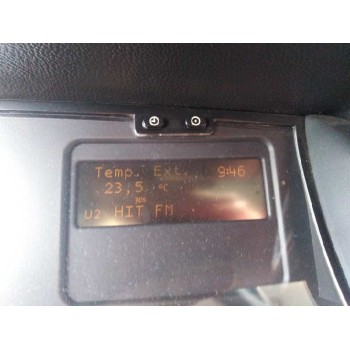 Temp. Ext. 9:46
23,5 °C
U2 HIT FM